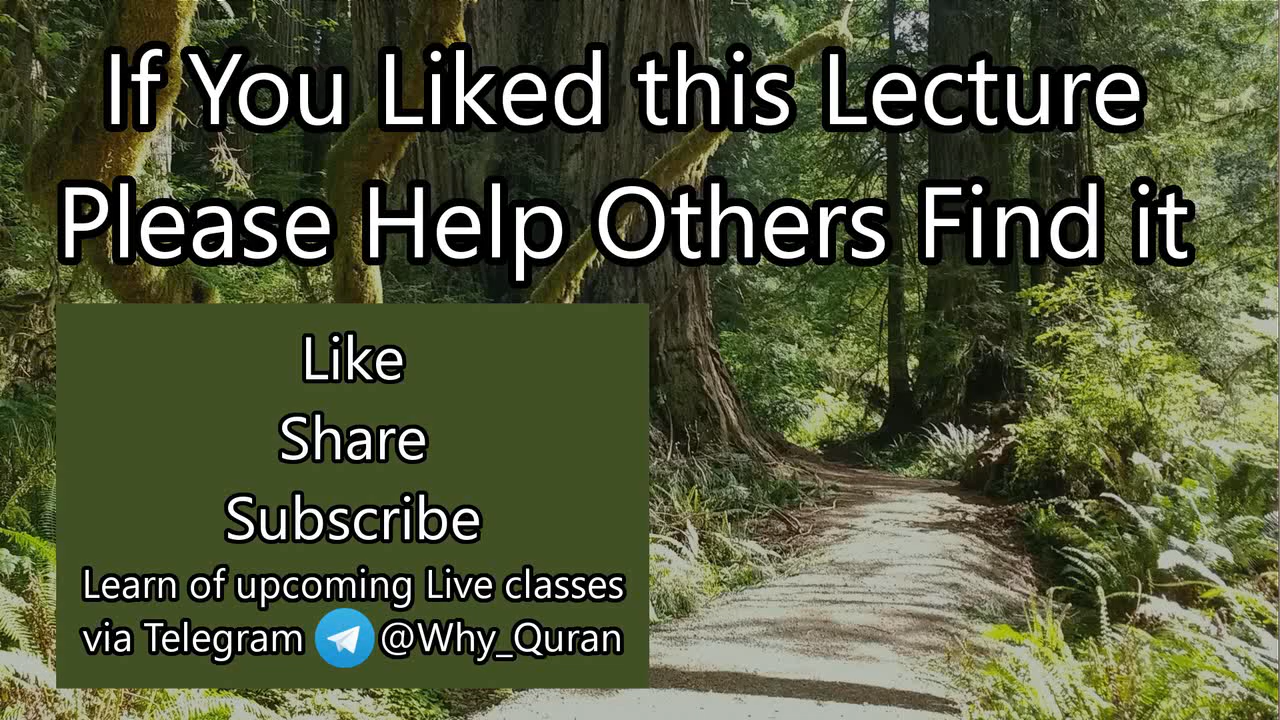 If You Liked this Lecture
Please Help Others Find it
Like
Share
Subscribe
Learn of upcoming Live classes
via Telegram @Why_Quran